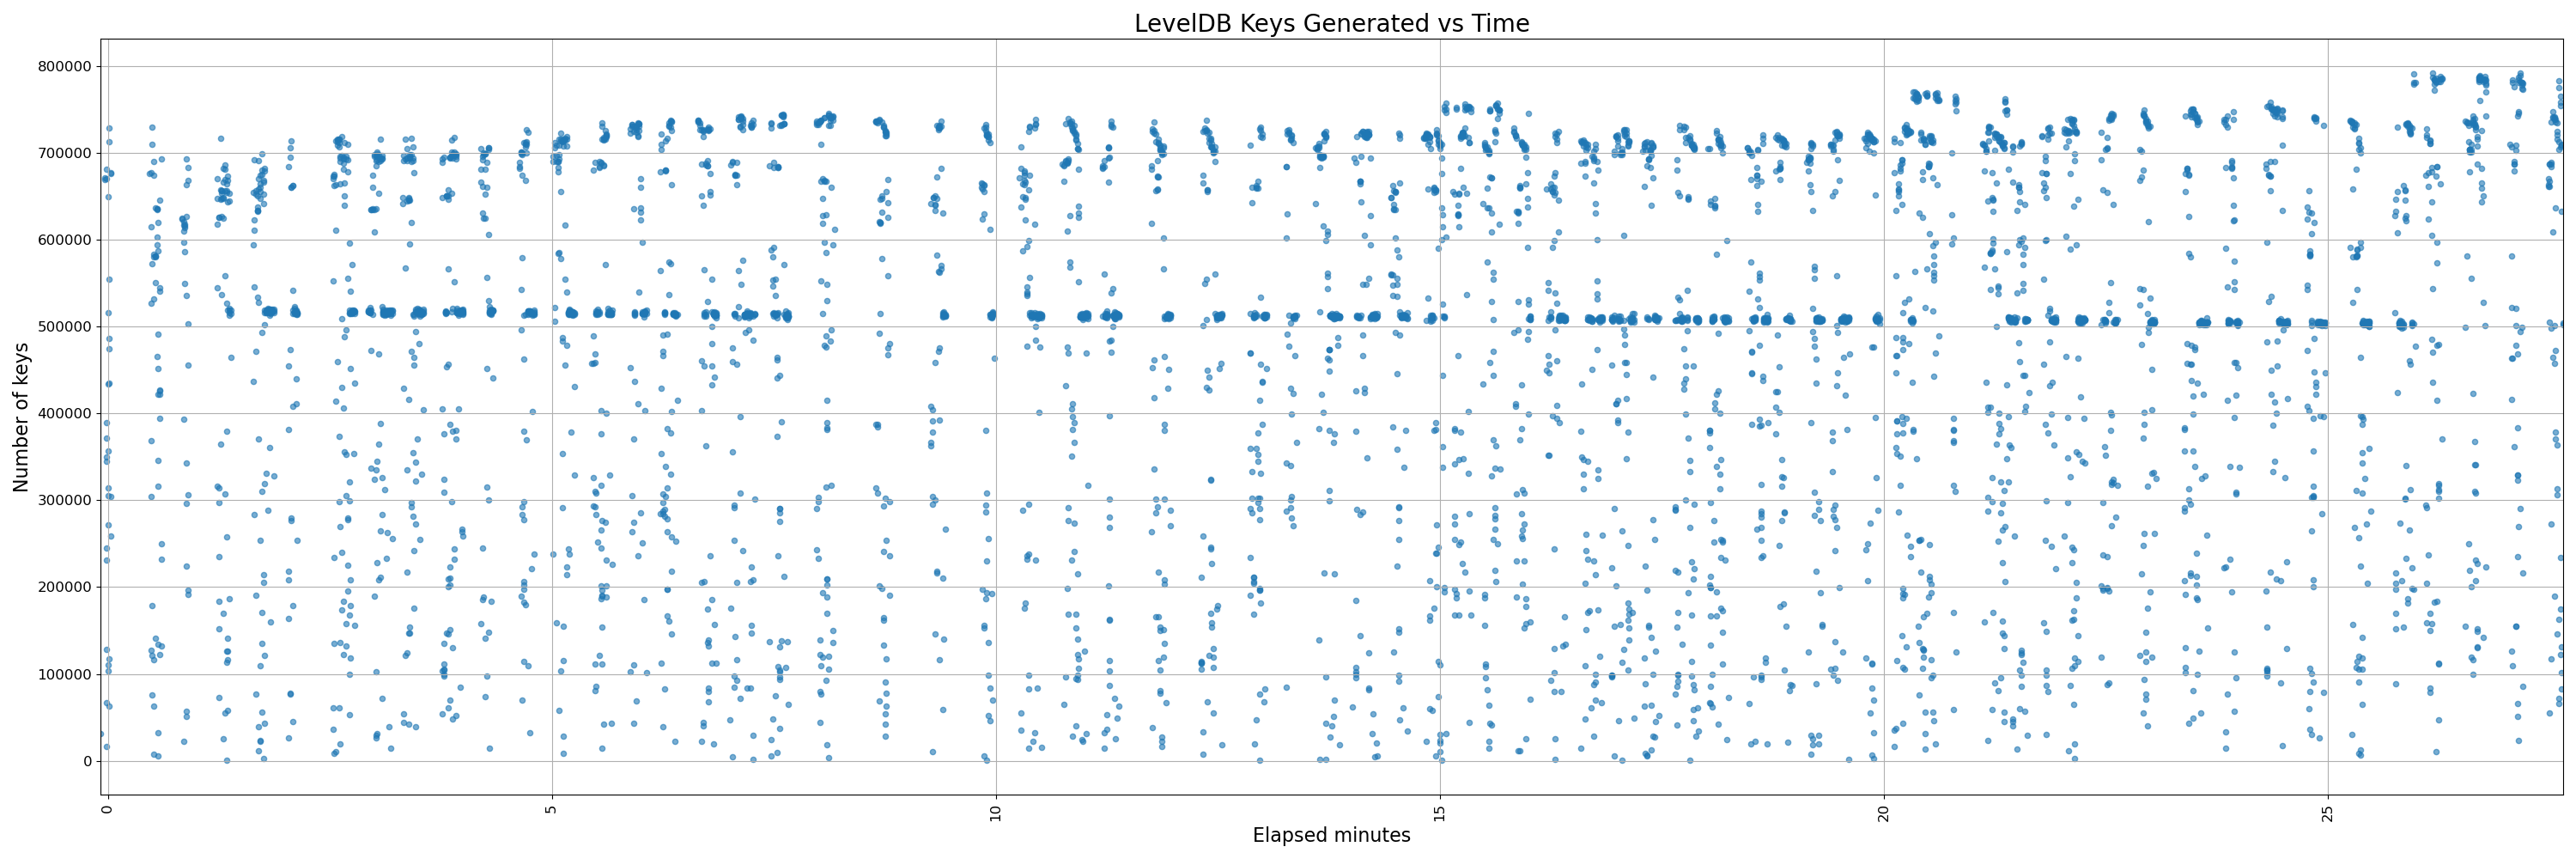 LevelDB Keys Generated vs Time
Number of keys
800000
700000
600000
500000
400000
300000
200000
100000
0
0 5 10 15 20 25
Elapsed minutes